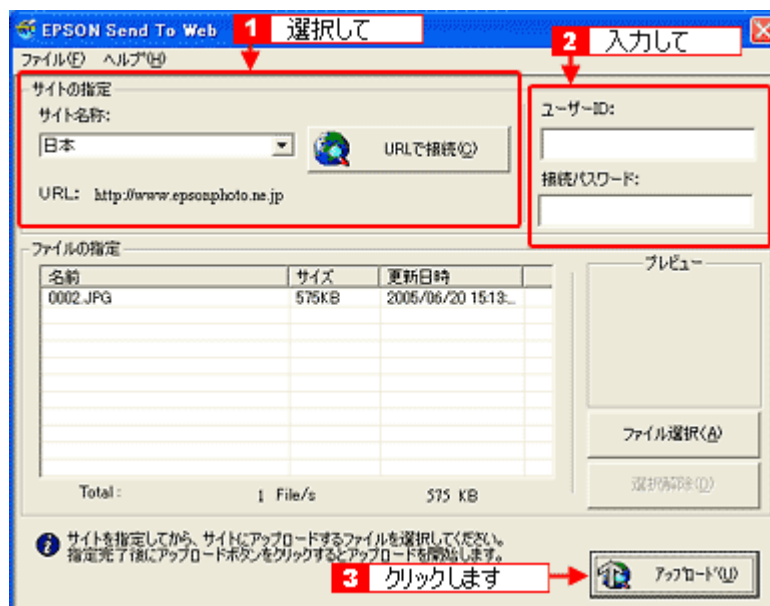 EPSON Send To Web
1 選択して
2 入力して
ファイル(F) ヘルプ(H)
サイトの指定
サイト名称:
日本
URLで接続(C)
URL: http://www.epsonphoto.ne.jp
ユーザーID:
接続パスワード:
ファイルの指定
名前 サイズ 更新日時
0002.JPG 575KB 2005/06/20 15:13:...
Total: 1 File/s 575 KB
プレビュー
ファイル選択(A)
選択解除(D)
サイトを指定してから、サイトにアップロードするファイルを選択してください。
指定完了後にアップロードボタンをクリックするとアップロードを開始します。
3 クリックします
アップロード(U)